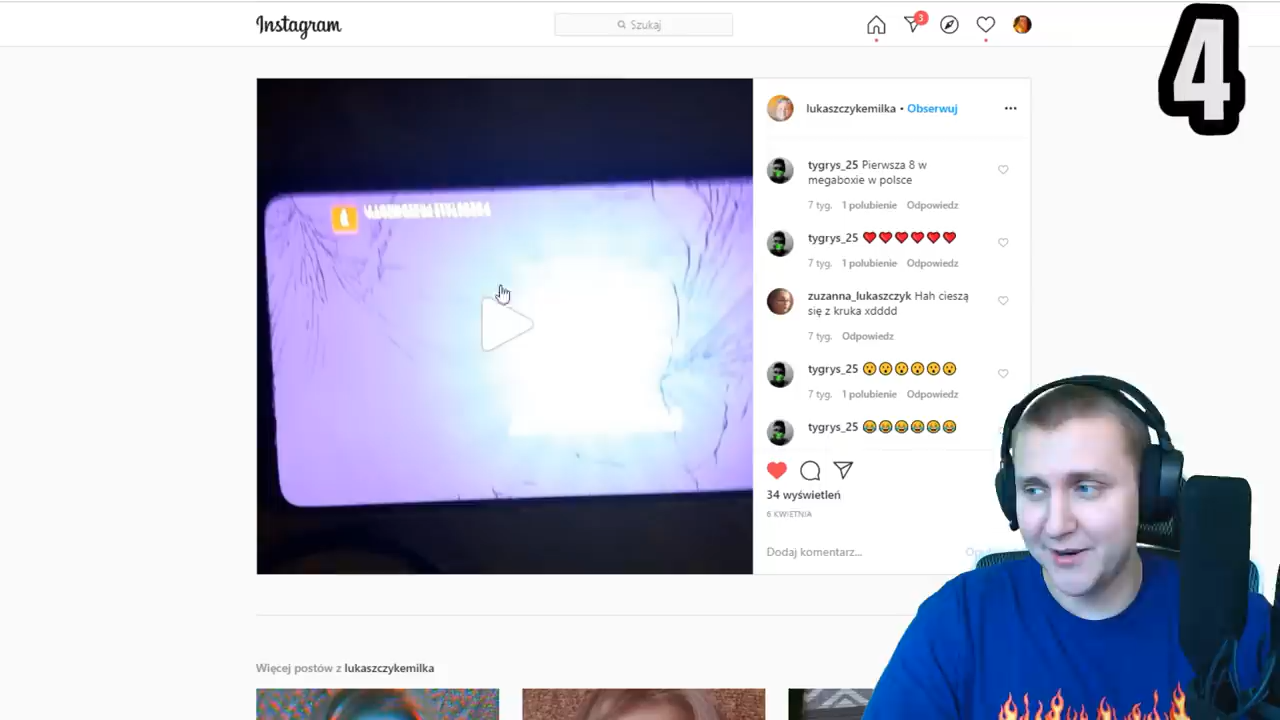 Instagram
Szukaj
3
4
lukaszczykemilka • Obserwuj
tygrys_25 Pierwsza 8 w
megaboxie w polsce
7 tyg. 1 polubienie Odpowiedz
tygrys_25 ❤️❤️❤️❤️❤️❤️
7 tyg. 1 polubienie Odpowiedz
zuzanna_lukaszczyk Hah cieszą
się z kruka xdddd
7 tyg. Odpowiedz
tygrys_25 😮😮😮😮😮😮
7 tyg. 1 polubienie Odpowiedz
tygrys_25 😂😂😂😂😂😂
34 wyświetleń
6 KWIETNIA
Dodaj komentarz...
Więcej postów z lukaszczykemilka